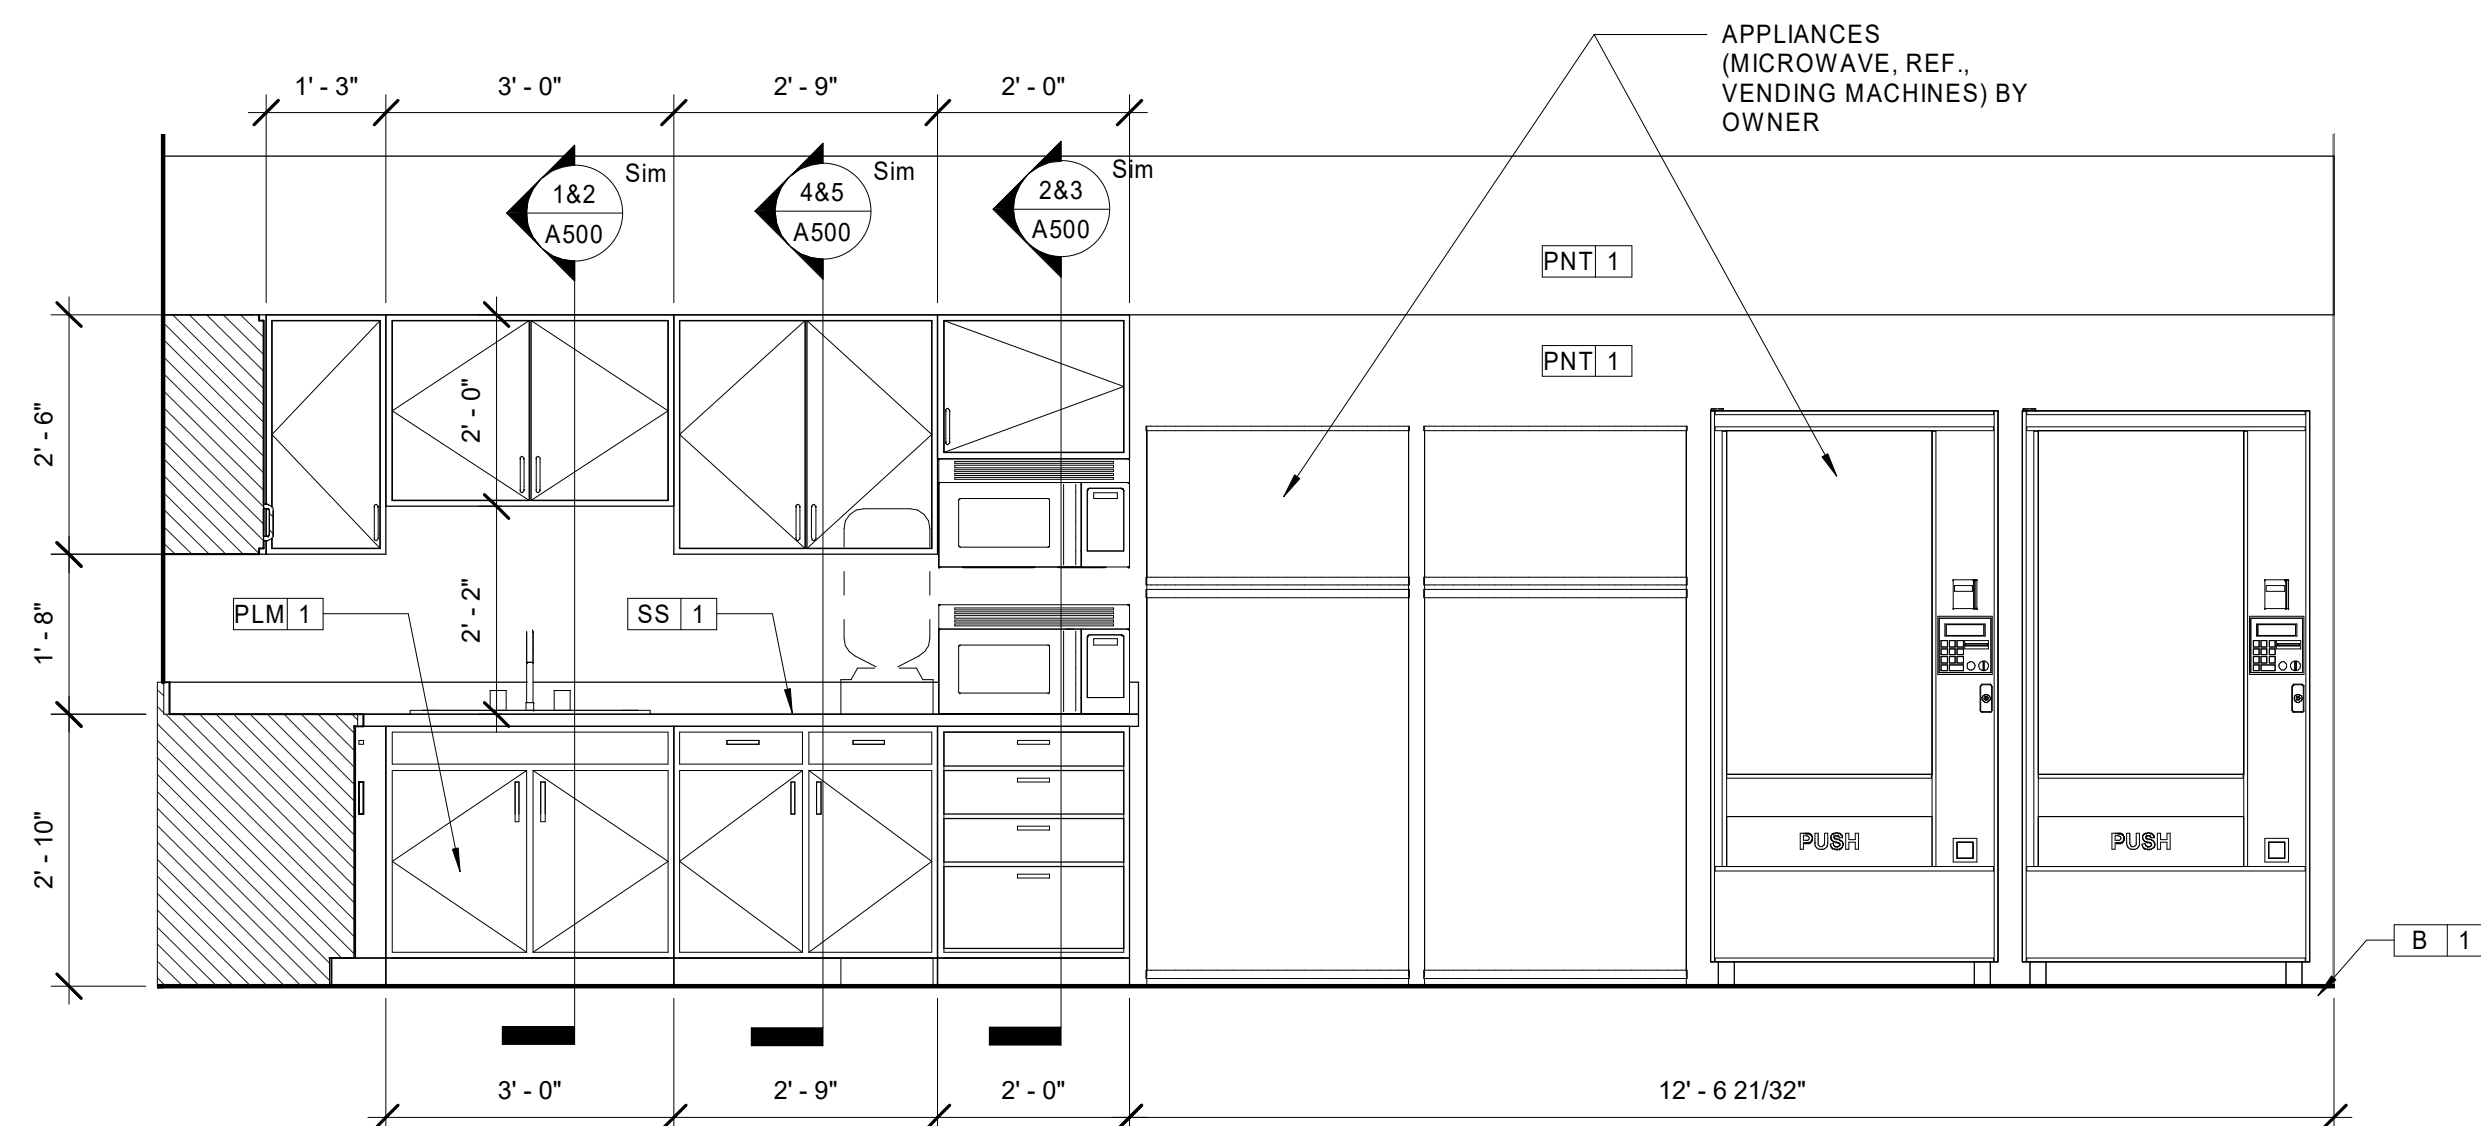 APPLIANCES
(MICROWAVE, REF.,
VENDING MACHINES) BY
OWNER
1' - 3"
3' - 0"
2' - 9"
2' - 0"
1&2
A500
Sim
4&5
A500
Sim
2&3
A500
Sim
PNT 1
PNT 1
2' - 6"
2' - 0"
1' - 8"
2' - 2"
PLM 1
SS 1
2' - 10"
PUSH
PUSH
B 1
3' - 0"
2' - 9"
2' - 0"
12' - 6 21/32"